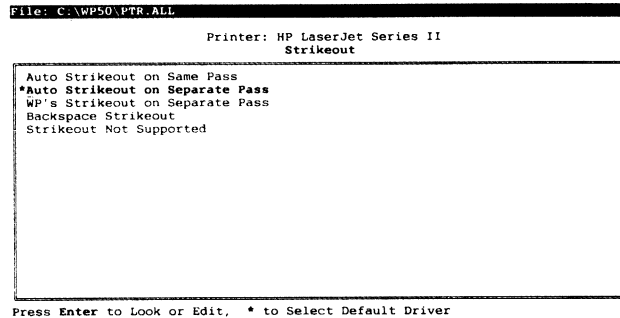 File: C:\WP50\PTR.ALL
Printer: HP LaserJet Series II
Strikeout
Auto Strikeout on Same Pass
*Auto Strikeout on Separate Pass
WP's Strikeout on Separate Pass
Backspace Strikeout
Strikeout Not Supported
Press Enter to Look or Edit, * to Select Default Driver